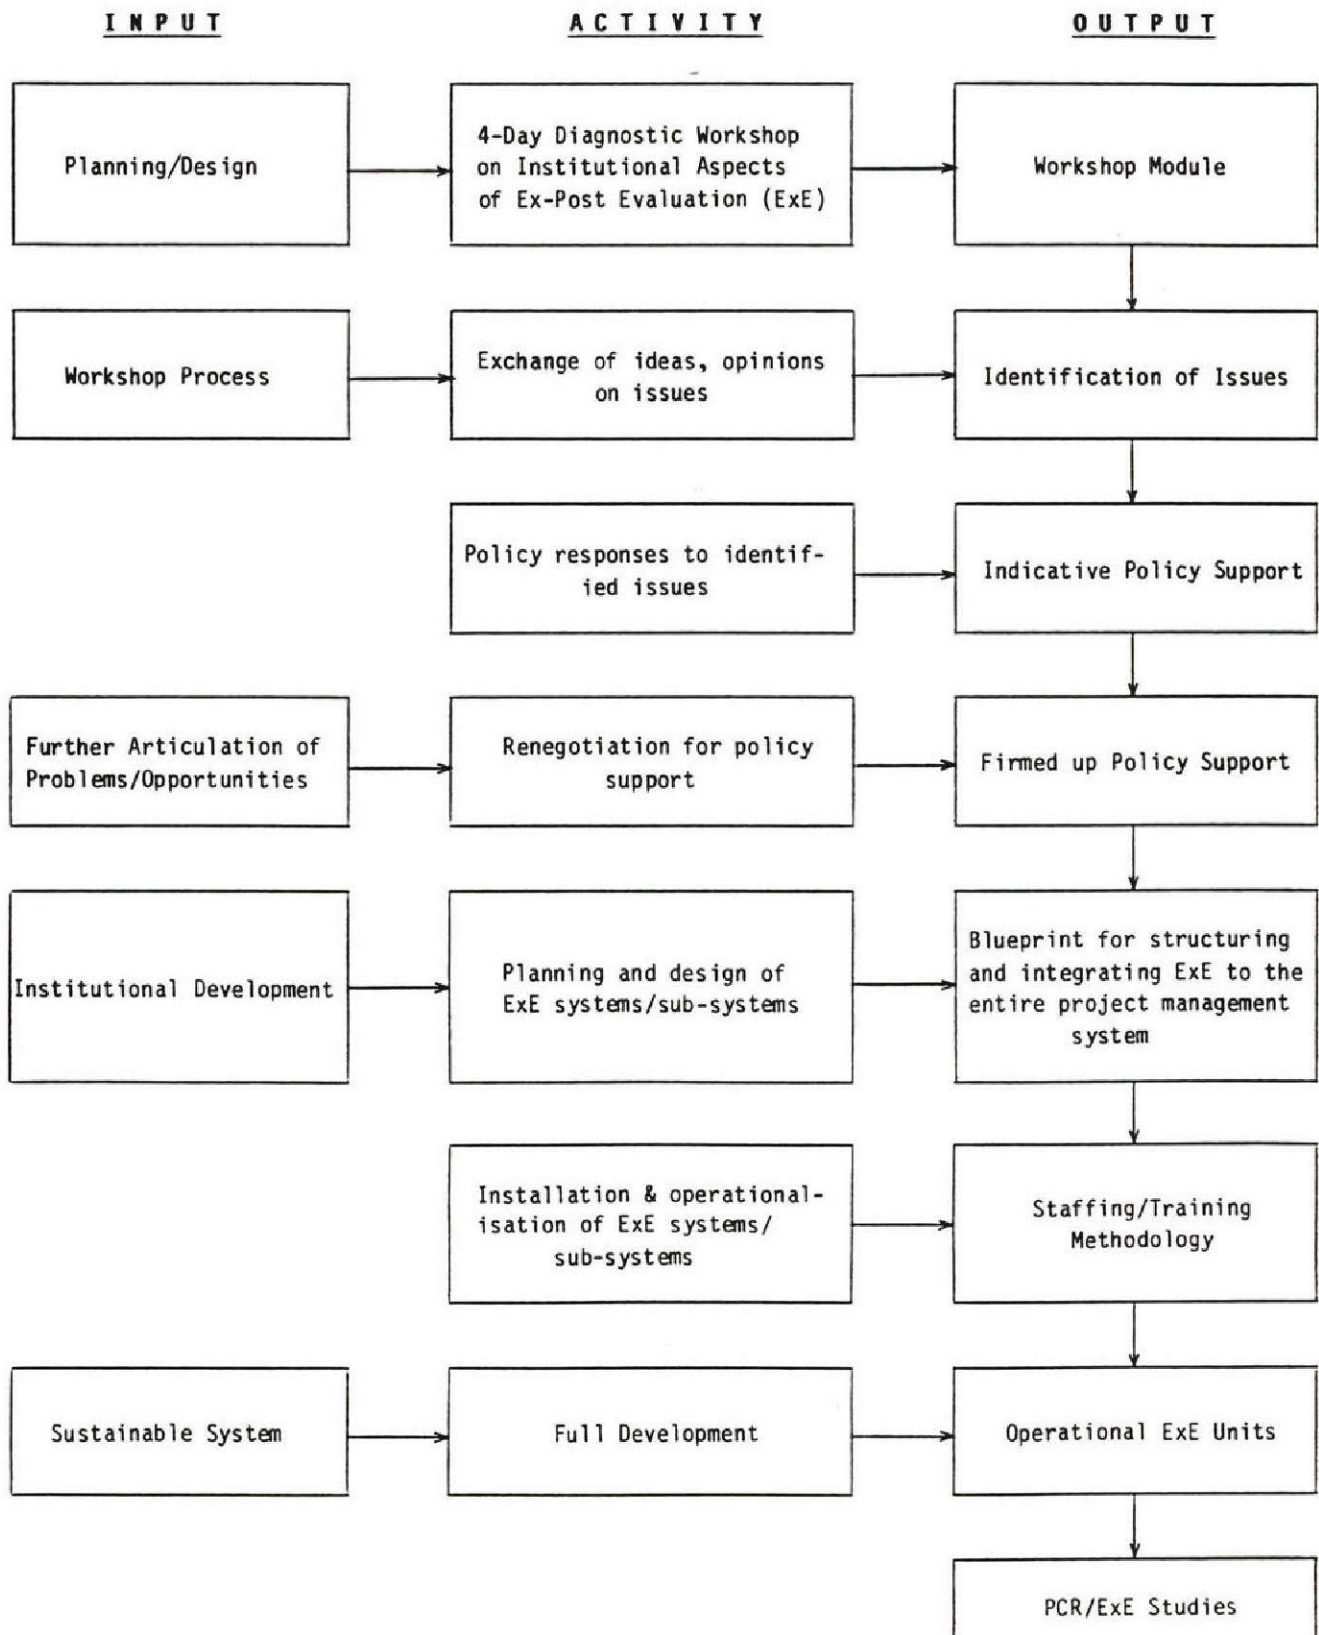 INPUT
ACTIVITY
OUTPUT
Planning/Design
4-Day Diagnostic Workshop
on Institutional Aspects
of Ex-Post Evaluation (ExE)
Workshop Module
Workshop Process
Exchange of ideas, opinions
on issues
Identification of Issues
Policy responses to identif-
ied issues
Indicative Policy Support
Further Articulation of
Problems/Opportunities
Renegotiation for policy
support
Firmed up Policy Support
Institutional Development
Planning and design of
ExE systems/sub-systems
Blueprint for structuring
and integrating ExE to the
entire project management
system
Installation & operational-
isation of ExE systems/
sub-systems
Staffing/Training
Methodology
Sustainable System
Full Development
Operational ExE Units
PCR/ExE Studies